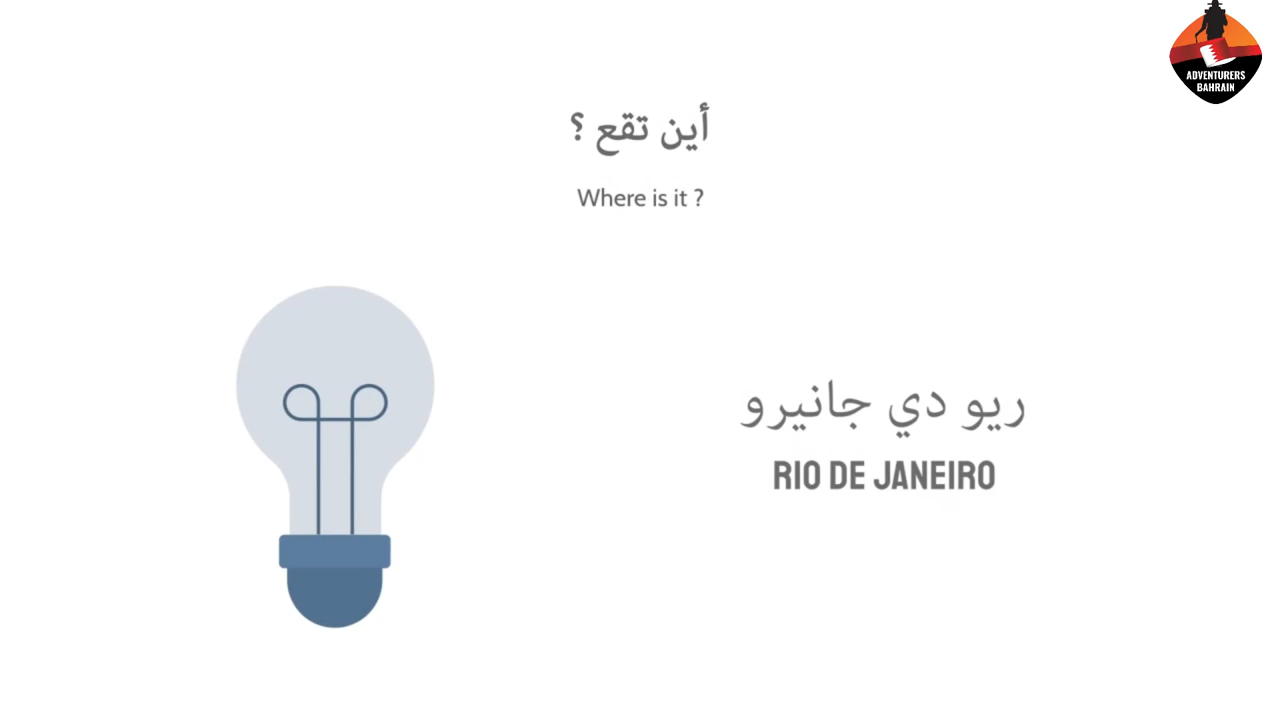 ADVENTURERS
BAHRAIN
أين تقع ؟
Where is it ?
ريو دي جانيرو
RIO DE JANEIRO